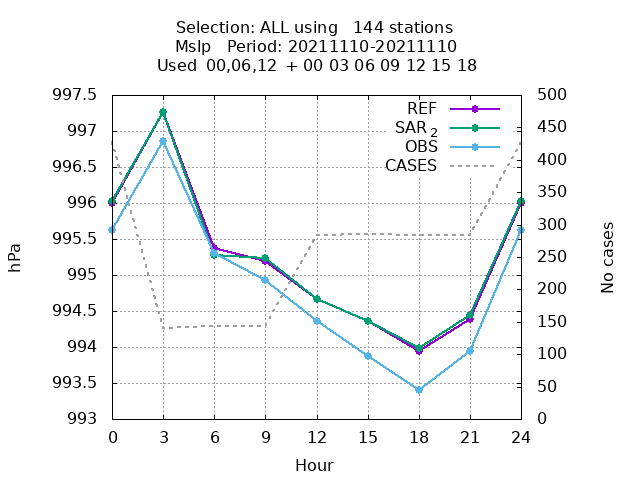 Selection: ALL using   144 stations
Mslp   Period: 20211110-20211110
Used  00,06,12  + 00 03 06 09 12 15 18
997.5
997
996.5
996
995.5
995
994.5
994
993.5
993
hPa
500
450
400
350
300
250
200
150
100
50
0
No cases
REF
SAR 2
OBS
CASES
0 3 6 9 12 15 18 21 24
Hour